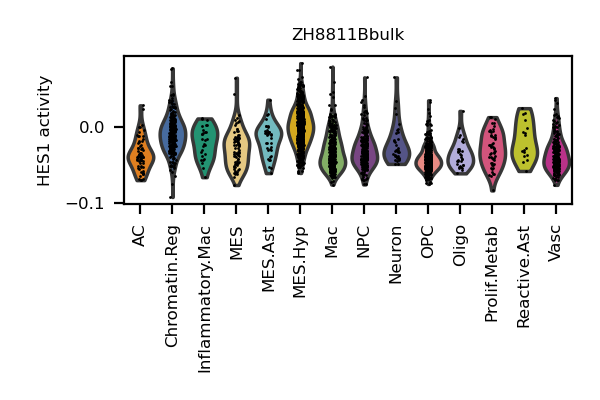 ZH8811Bbulk
HES1 activity
0.0
−0.1
AC
Chromatin.Reg
Inflammatory.Mac
MES
MES.Ast
MES.Hyp
Mac
NPC
Neuron
OPC
Oligo
Prolif.Metab
Reactive.Ast
Vasc